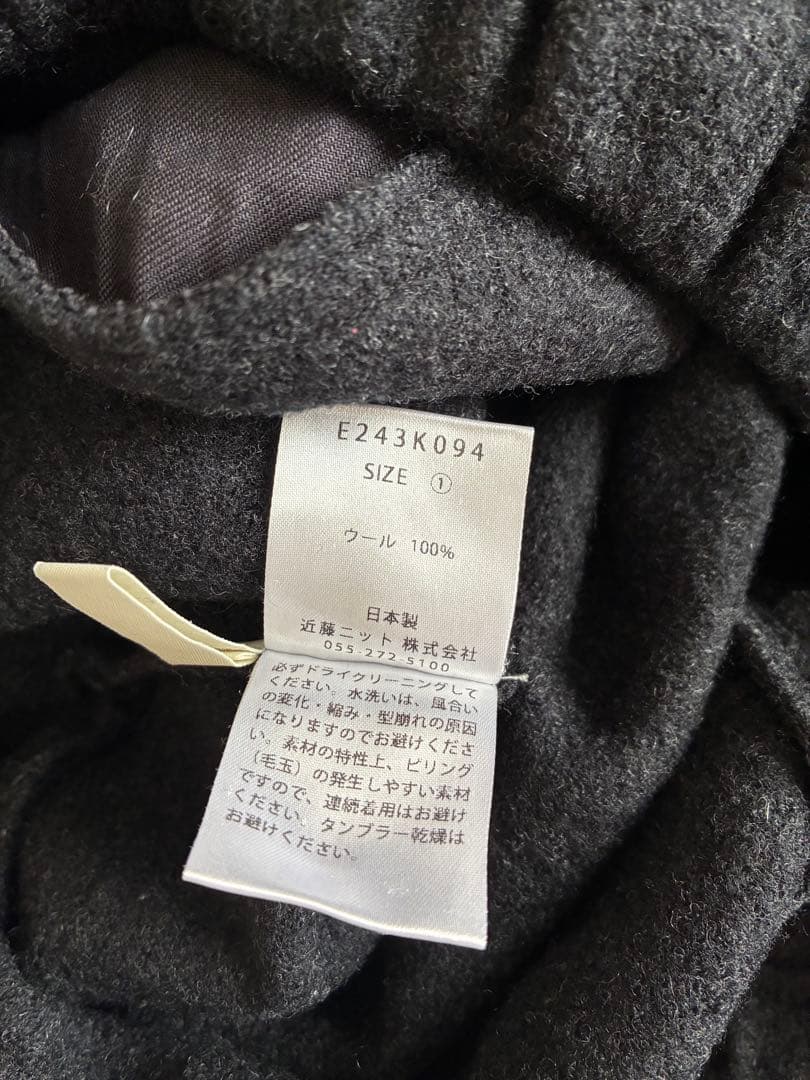 E243K094
SIZE ①
ウール 100%
日本製
近藤ニット 株式会社
055-272-5100
必ずドライクリーニングして
ください。水洗いは、風合い
の変化・縮み・型崩れの原因
になりますのでお避けくださ
い。素材の特性上、ピリング
(毛玉)の発生しやすい素材
ですので、連続着用はお避け
ください。タンブラー乾燥は
お避けください。